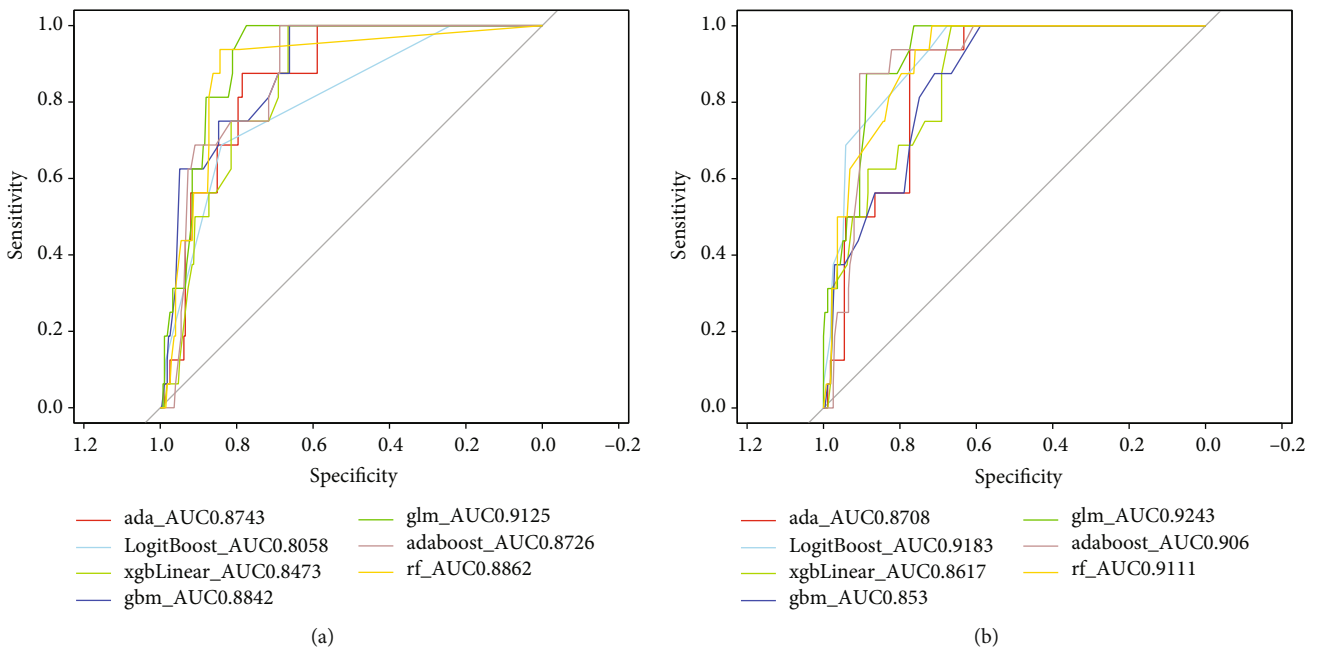 1.0
0.8
0.6
0.4
0.2
0.0
Sensitivity
1.2 1.0 0.8 0.6 0.4 0.2 0.0 –0.2
Specificity
ada_AUC0.8743
LogitBoost_AUC0.8058
xgbLinear_AUC0.8473
gbm_AUC0.8842
glm_AUC0.9125
adaboost_AUC0.8726
rf_AUC0.8862
(a)
1.0
0.8
0.6
0.4
0.2
0.0
Sensitivity
1.2 1.0 0.8 0.6 0.4 0.2 0.0 –0.2
Specificity
ada_AUC0.8708
LogitBoost_AUC0.9183
xgbLinear_AUC0.8617
gbm_AUC0.853
glm_AUC0.9243
adaboost_AUC0.906
rf_AUC0.9111
(b)